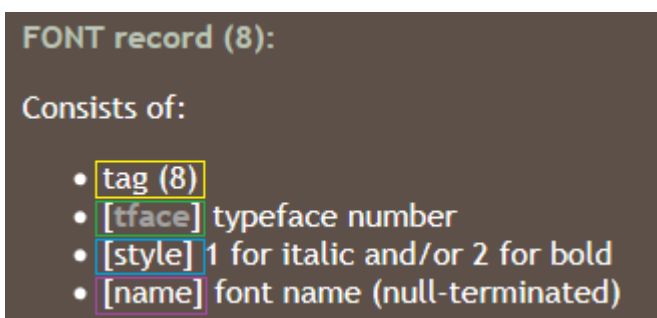 FONT record (8):
Consists of:
• tag (8)
• [tface] typeface number
• [style] 1 for italic and/or 2 for bold
• [name] font name (null-terminated)